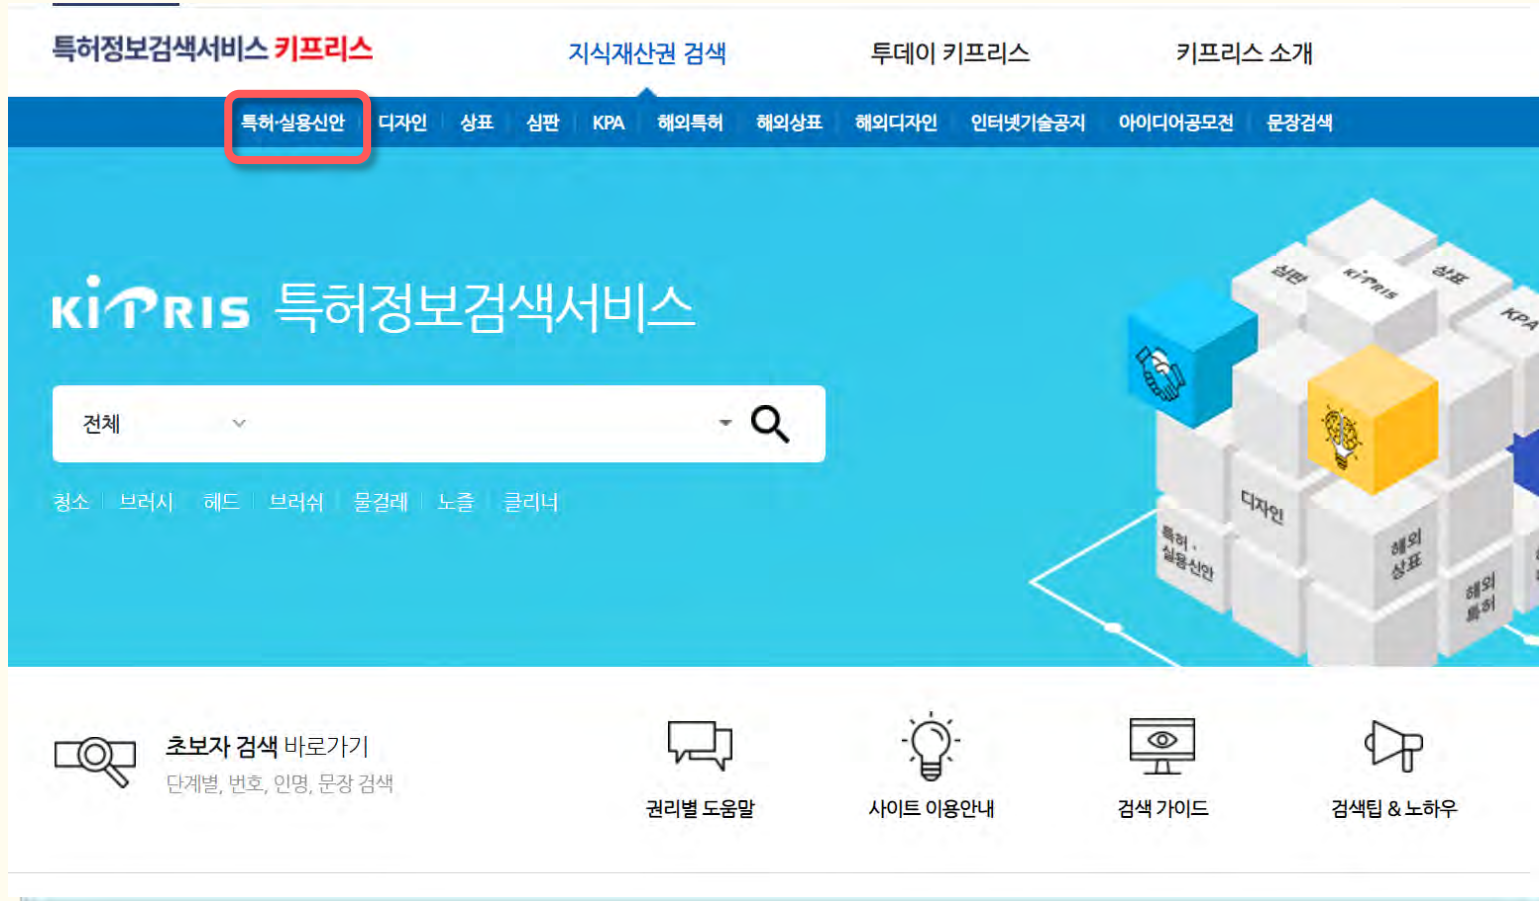 특허정보검색서비스 키프리스
지식재산권 검색 투데이 키프리스 키프리스 소개
특허·실용신안 디자인 상표 심판 KPA 해외특허 해외상표 해외디자인 인터넷기술공지 아이디어공모전 문장검색
KIPRIS 특허정보검색서비스
전체
청소 브러시 헤드 브러쉬 물걸레 노즐 클리너
심판
KIPRIS
상표
KPA
디자인
특허·
실용신안
해외
상표
해외
특허
초보자 검색 바로가기
단계별, 번호, 인명, 문장 검색
권리별 도움말 사이트 이용안내 검색 가이드 검색팁 & 노하우